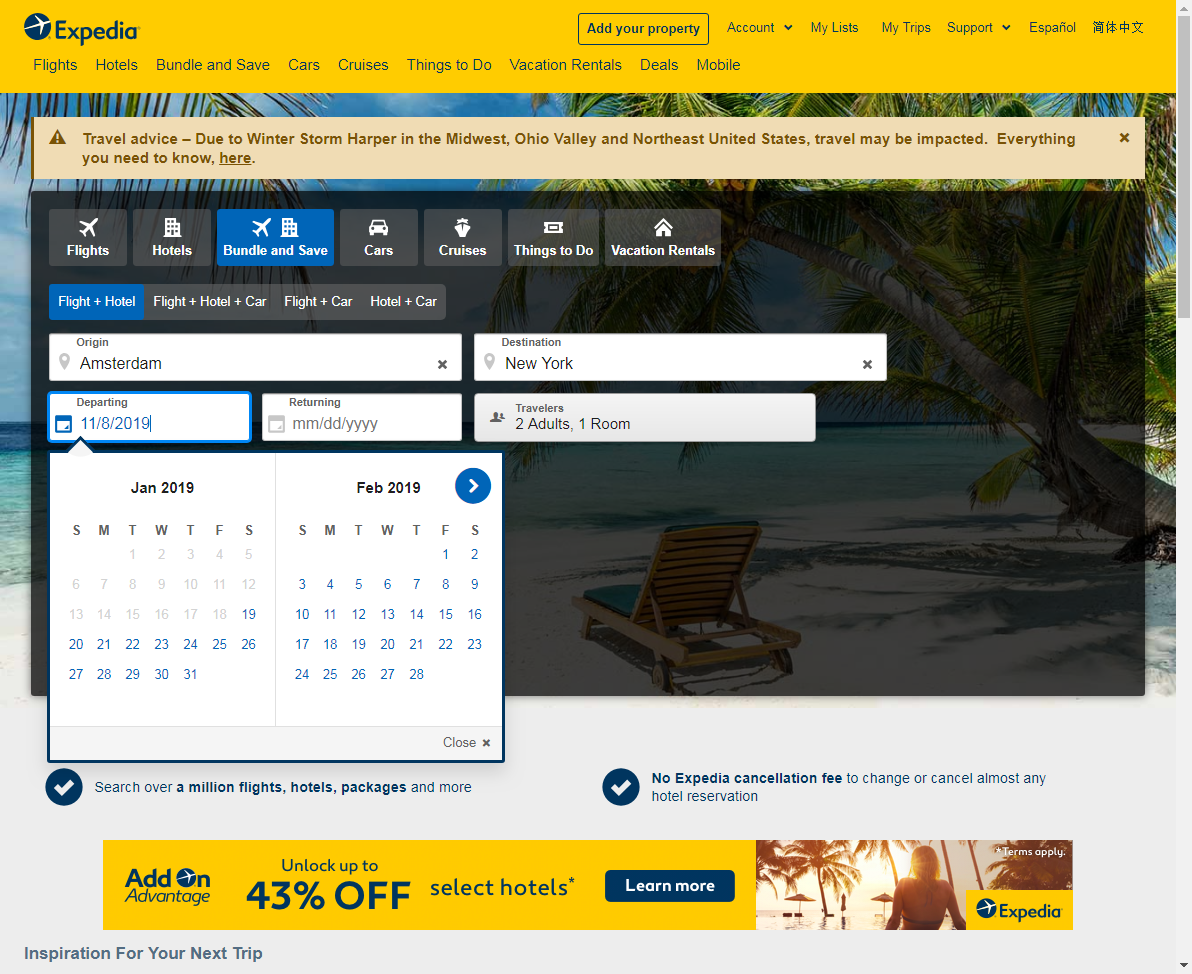 Expedia
Add your property
Account
My Lists
My Trips
Support
Español
简体中文
Flights
Hotels
Bundle and Save
Cars
Cruises
Things to Do
Vacation Rentals
Deals
Mobile
Travel advice – Due to Winter Storm Harper in the Midwest, Ohio Valley and Northeast United States, travel may be impacted. Everything
you need to know, here.
Flights
Hotels
Bundle and Save
Cars
Cruises
Things to Do
Vacation Rentals
Flight + Hotel
Flight + Hotel + Car
Flight + Car
Hotel + Car
Origin
Amsterdam
Destination
New York
Departing
11/8/2019
Returning
mm/dd/yyyy
Travelers
2 Adults, 1 Room
Jan 2019
S M T W T F S
1 2 3 4 5
6 7 8 9 10 11 12
13 14 15 16 17 18 19
20 21 22 23 24 25 26
27 28 29 30 31
Feb 2019
S M T W T F S
1 2
3 4 5 6 7 8 9
10 11 12 13 14 15 16
17 18 19 20 21 22 23
24 25 26 27 28
Close
Search over a million flights, hotels, packages and more
No Expedia cancellation fee to change or cancel almost any
hotel reservation
Add On
Advantage
Unlock up to
43% OFF
select hotels*
Learn more
*Terms apply.
Expedia
Inspiration For Your Next Trip